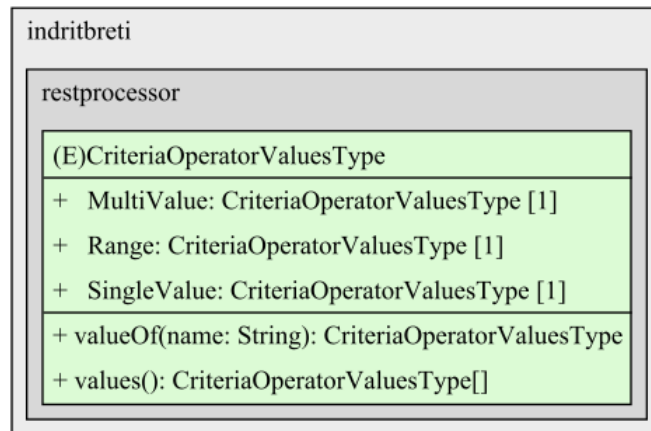 indritbreti
restprocessor
(E)CriteriaOperatorValuesType
+ MultiValue: CriteriaOperatorValuesType [1]
+ Range: CriteriaOperatorValuesType [1]
+ SingleValue: CriteriaOperatorValuesType [1]
+ valueOf(name: String): CriteriaOperatorValuesType
+ values(): CriteriaOperatorValuesType[]